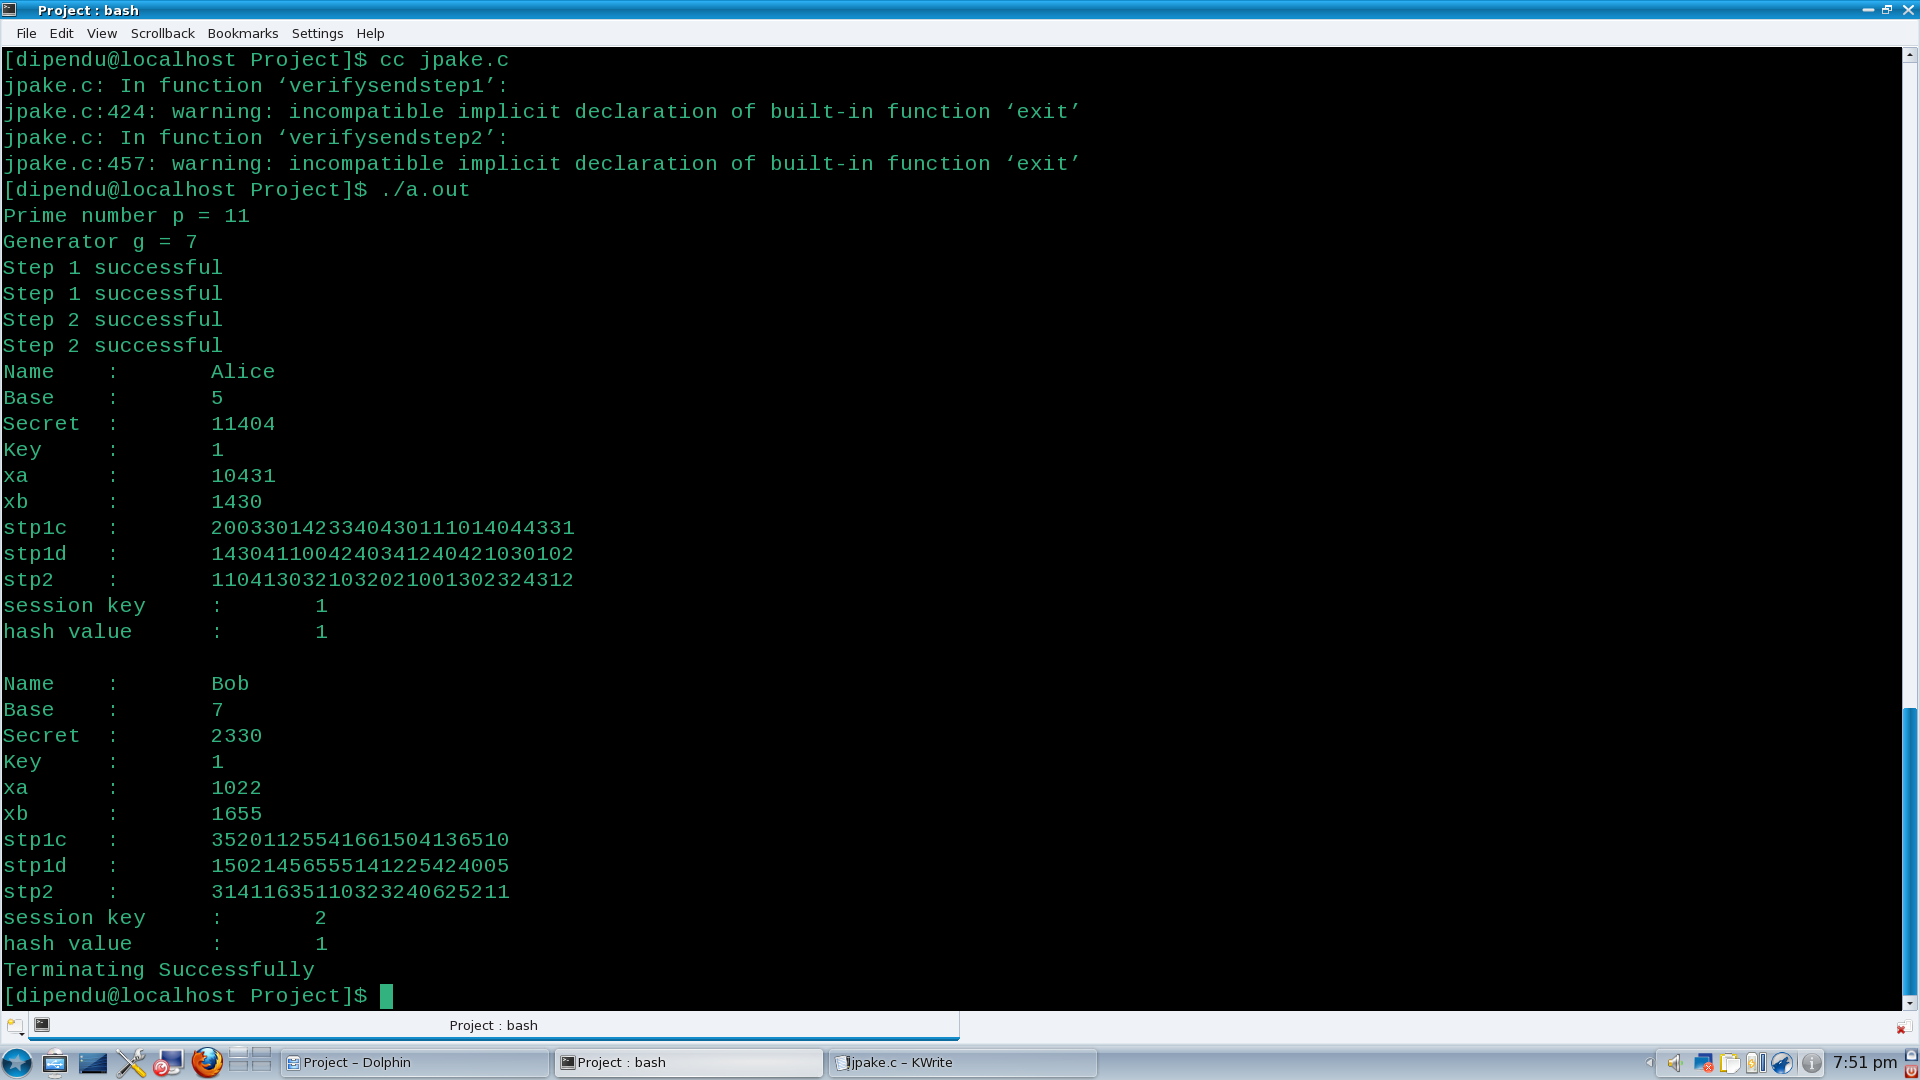 Project : bash
File Edit View Scrollback Bookmarks Settings Help
[dipendu@localhost Project]$ cc jpake.c
jpake.c: In function ‘verifysendstep1’:
jpake.c:424: warning: incompatible implicit declaration of built-in function ‘exit’
jpake.c: In function ‘verifysendstep2’:
jpake.c:457: warning: incompatible implicit declaration of built-in function ‘exit’
[dipendu@localhost Project]$ ./a.out
Prime number p = 11
Generator g = 7
Step 1 successful
Step 1 successful
Step 2 successful
Step 2 successful
Name : Alice
Base : 5
Secret : 11404
Key : 1
xa : 10431
xb : 1430
stp1c : 2003301423340430111014044331
stp1d : 1430411004240341240421030102
stp2 : 1104130321032021001302324312
session key : 1
hash value : 1
Name : Bob
Base : 7
Secret : 2330
Key : 1
xa : 1022
xb : 1655
stp1c : 35201125541661504136510
stp1d : 15021456555141225424005
stp2 : 31411635110323240625211
session key : 2
hash value : 1
Terminating Successfully
[dipendu@localhost Project]$
Project : bash
Project – Dolphin
Project : bash
jpake.c – KWrite
7:51 pm